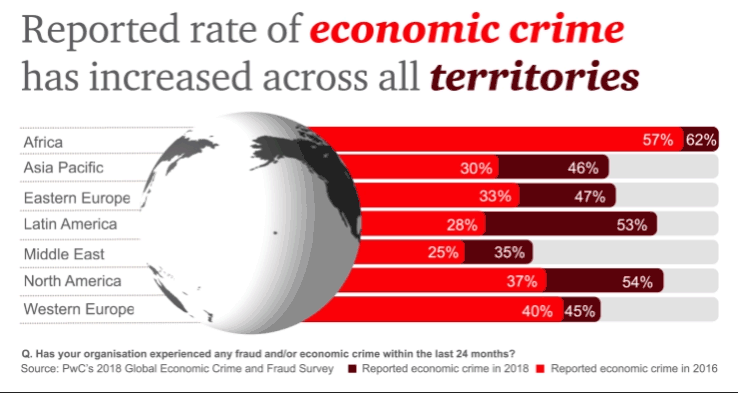 Reported rate of economic crime
has increased across all territories
Africa 57% 62%
Asia Pacific 30% 46%
Eastern Europe 33% 47%
Latin America 28% 53%
Middle East 25% 35%
North America 37% 54%
Western Europe 40% 45%
Q. Has your organisation experienced any fraud and/or economic crime within the last 24 months?
Source: PwC's 2018 Global Economic Crime and Fraud Survey Reported economic crime in 2018 Reported economic crime in 2016